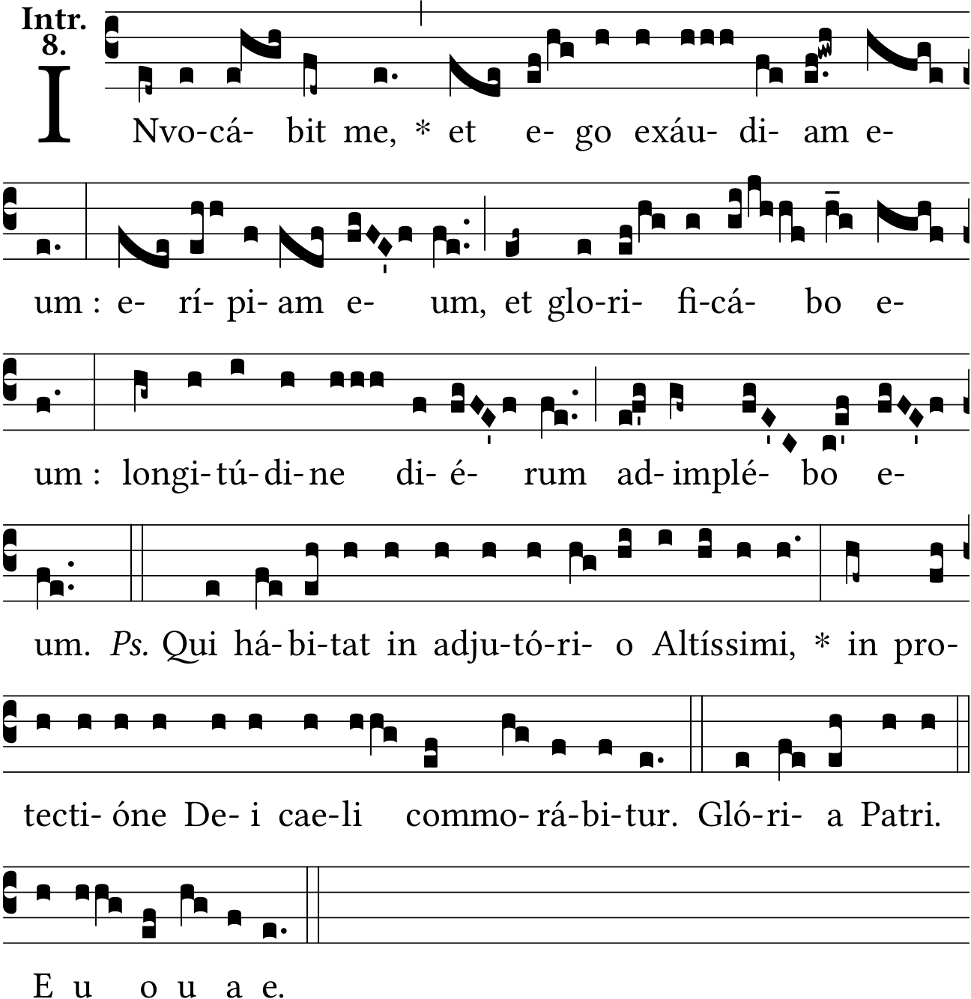 Intr.
8.
INvo-cá- bit me, * et e- go exáu- di- am e-
um : e- rí- pi- am e- um, et glo-ri- fi-cá- bo e-
um : longi-tú-di-ne di- é- rum ad- implé- bo e-
um. Ps. Qui há-bi-tat in adju-tó-ri- o Altíssimi, * in pro-
tecti- óne De- i cae-li commo-rá-bi-tur. Gló-ri- a Patri.
E u o u a e.